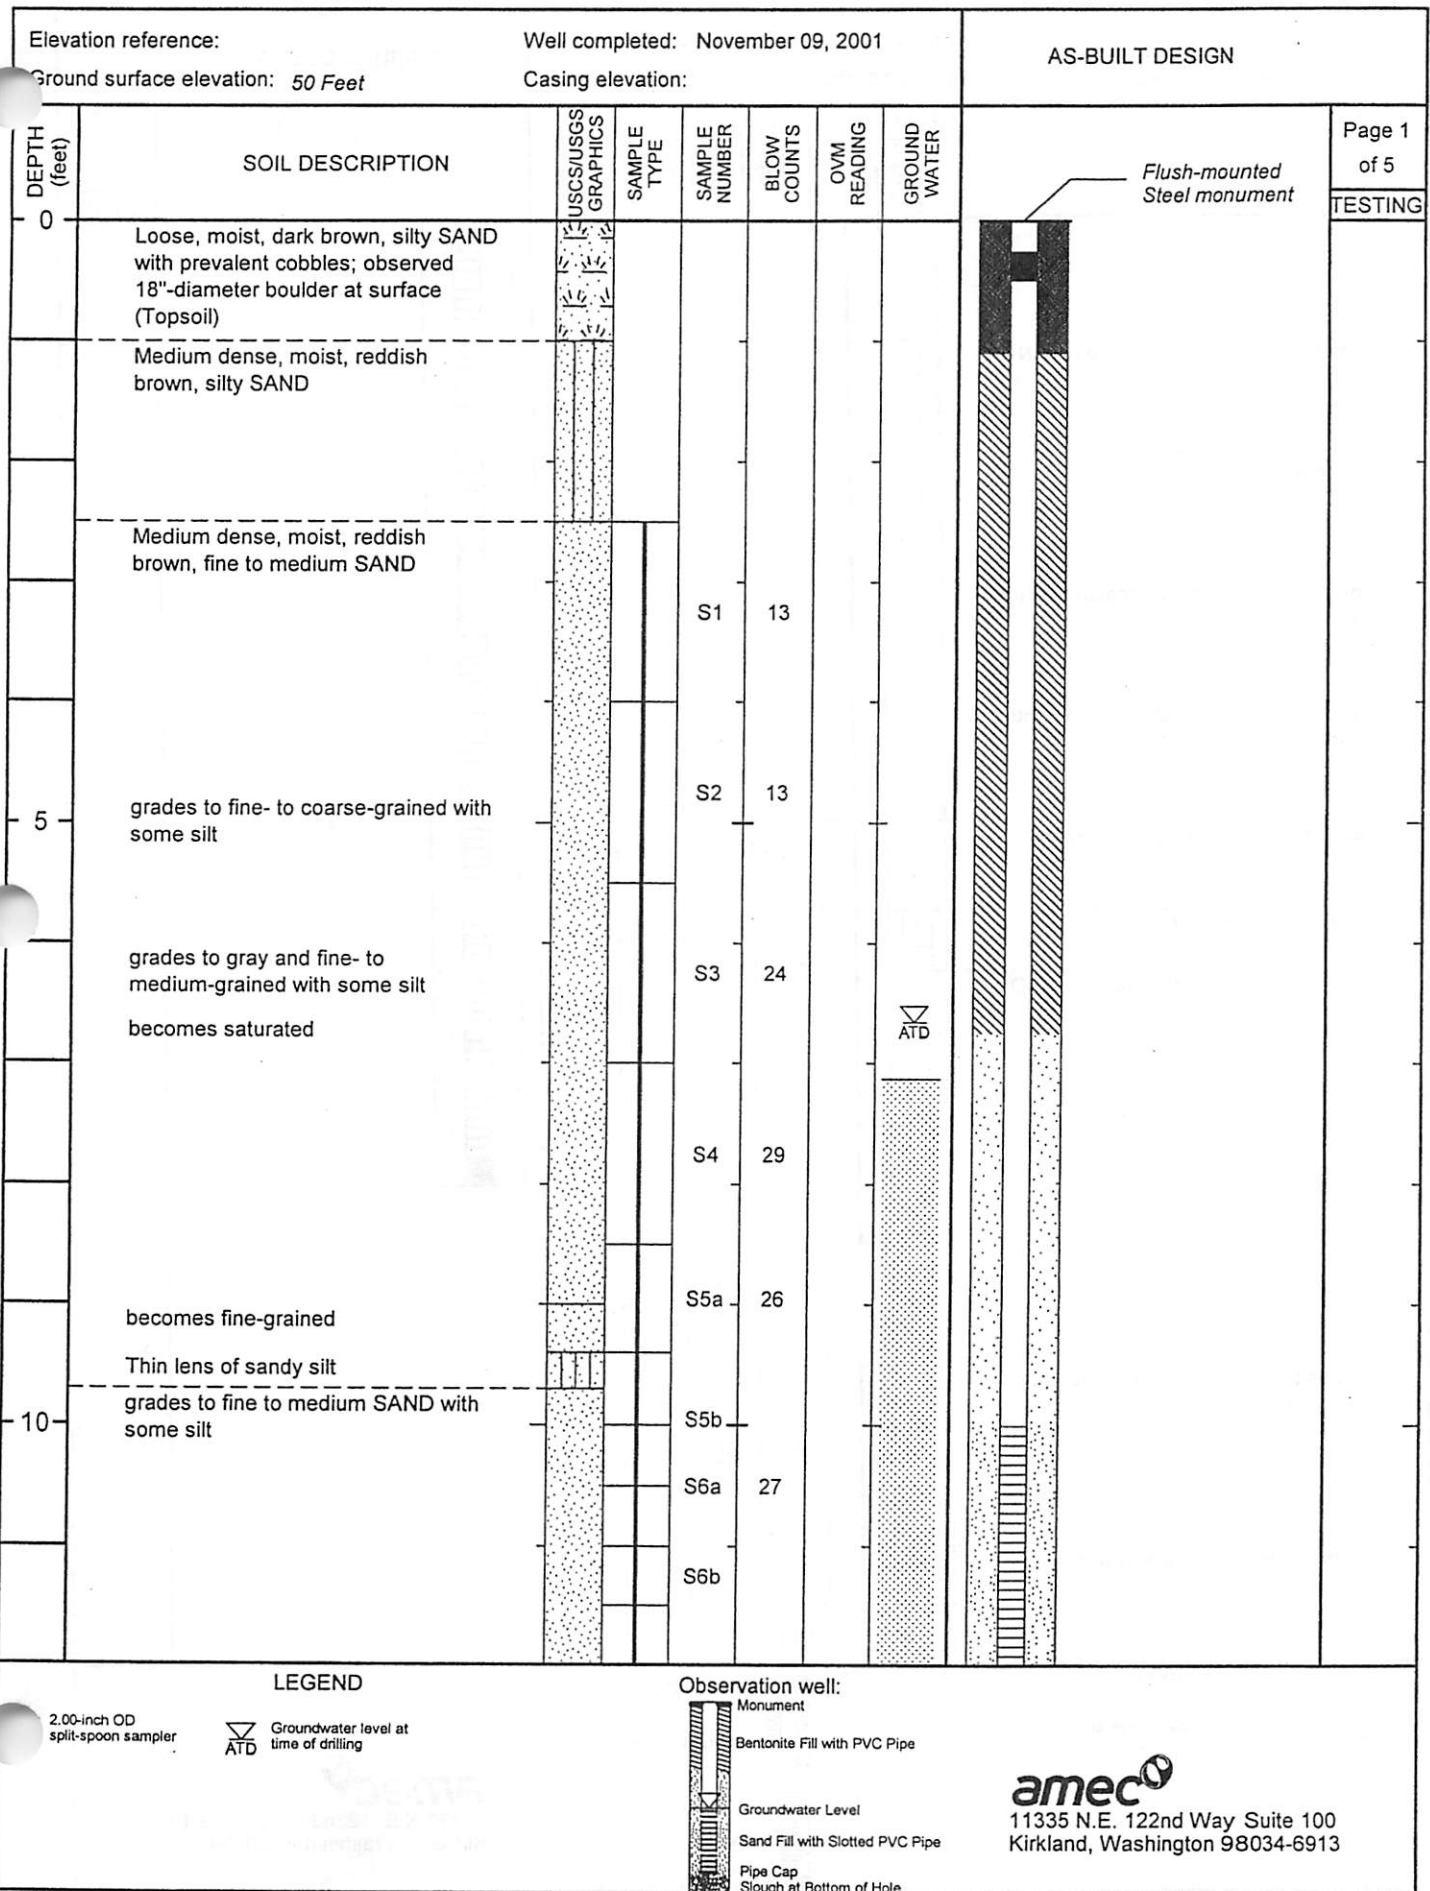 Elevation reference:
Well completed: November 09, 2001
Ground surface elevation: 50 Feet
Casing elevation:
AS-BUILT DESIGN
DEPTH
(feet)
SOIL DESCRIPTION
USCS/USGS
GRAPHICS
SAMPLE
TYPE
SAMPLE
NUMBER
BLOW
COUNTS
OVM
READING
GROUND
WATER
Page 1
of 5
TESTING
Flush-mounted
Steel monument
0
Loose, moist, dark brown, silty SAND
with prevalent cobbles; observed
18"-diameter boulder at surface
(Topsoil)
Medium dense, moist, reddish
brown, silty SAND
Medium dense, moist, reddish
brown, fine to medium SAND
S1 13
S2 13
5
grades to fine- to coarse-grained with
some silt
grades to gray and fine- to
medium-grained with some silt
S3 24
becomes saturated
ATD
S4 29
S5a 26
becomes fine-grained
Thin lens of sandy silt
grades to fine to medium SAND with
some silt
10
S5b
S6a 27
S6b
LEGEND
2.00-inch OD
split-spoon sampler
ATD
Groundwater level at
time of drilling
Observation well:
Monument
Bentonite Fill with PVC Pipe
Groundwater Level
Sand Fill with Slotted PVC Pipe
Pipe Cap
Slough at Bottom of Hole
amec
11335 N.E. 122nd Way Suite 100
Kirkland, Washington 98034-6913